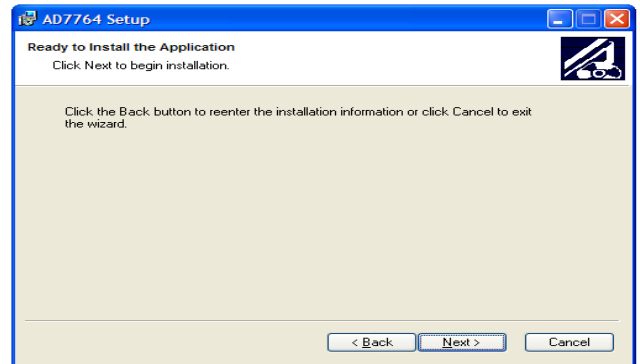 AD7764 Setup
Ready to Install the Application
Click Next to begin installation.
Click the Back button to reenter the installation information or click Cancel to exit
the wizard.
< Back Next > Cancel